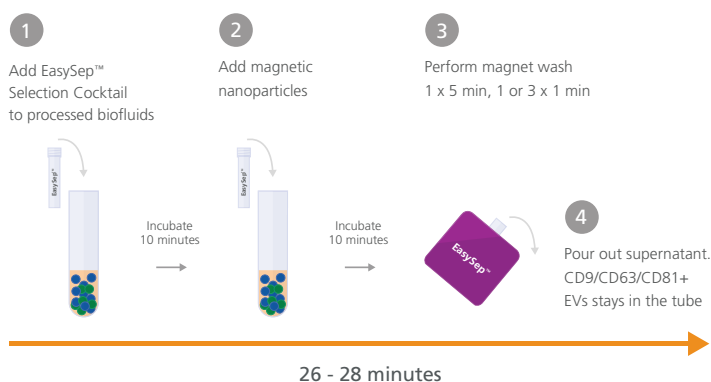 1
Add EasySep™
Selection Cocktail
to processed biofluids
EasySep™
Incubate
10 minutes
2
Add magnetic
nanoparticles
EasySep™
Incubate
10 minutes
3
Perform magnet wash
1 x 5 min, 1 or 3 x 1 min
EasySep™
4
Pour out supernatant.
CD9/CD63/CD81+
EVs stays in the tube
26 - 28 minutes